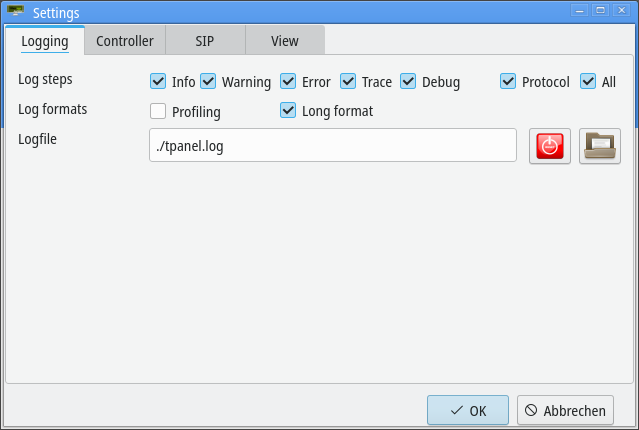 Settings
Logging Controller SIP View
Log steps Info Warning Error Trace Debug Protocol All
Log formats Profiling Long format
Logfile ./tpanel.log
OK Abbrechen